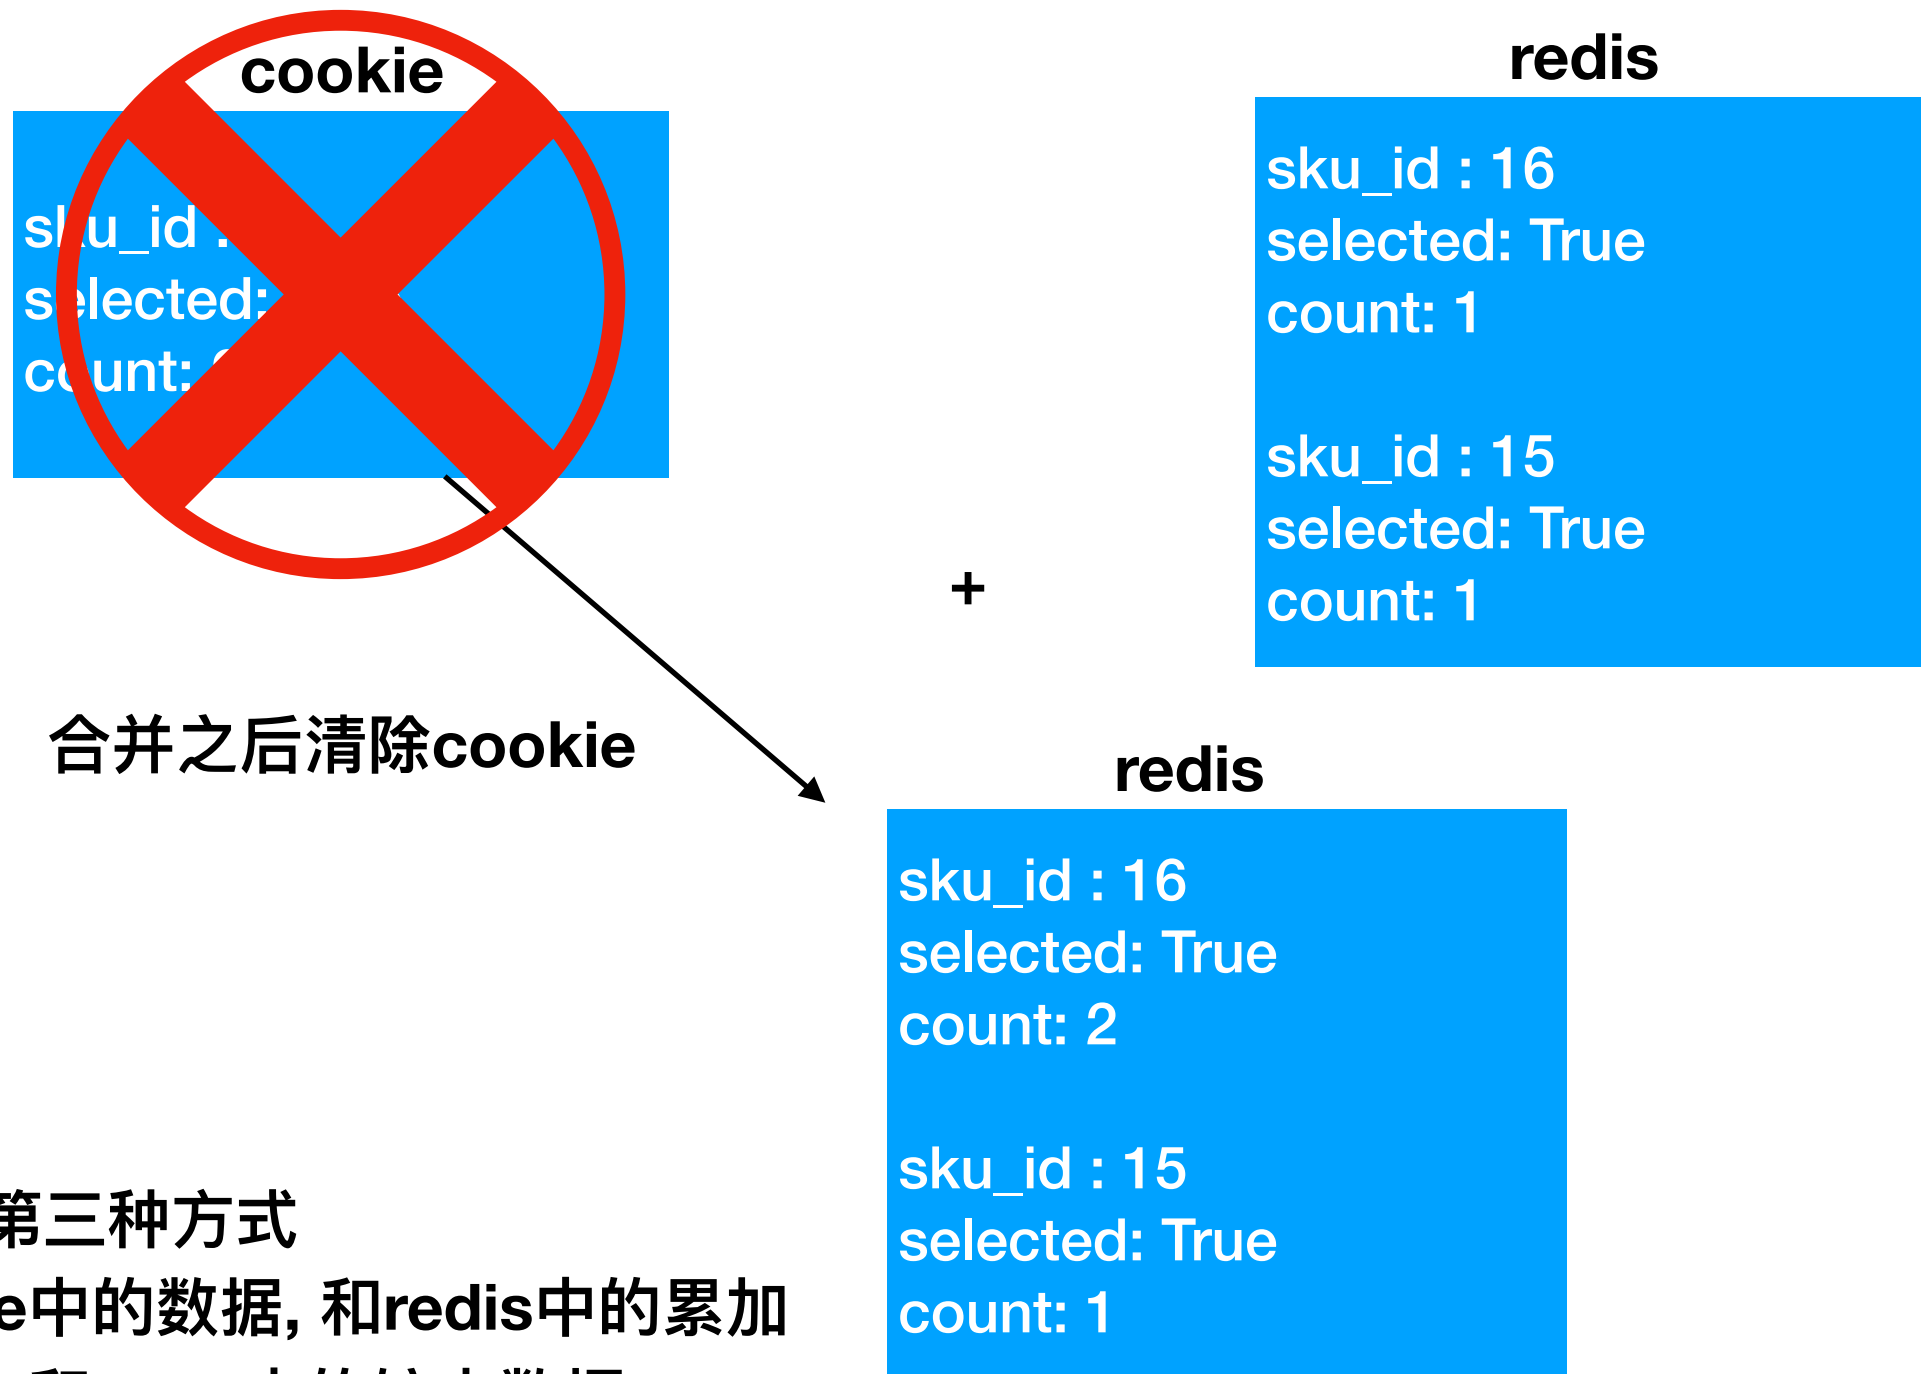 cookie
sku_id :
selected:
count:
redis
sku_id : 16
selected: True
count: 1
sku_id : 15
selected: True
count: 1
+
合并之后清除cookie
redis
sku_id : 16
selected: True
count: 2
sku_id : 15
selected: True
count: 1
第三种方式
e中的数据, 和redis中的累加